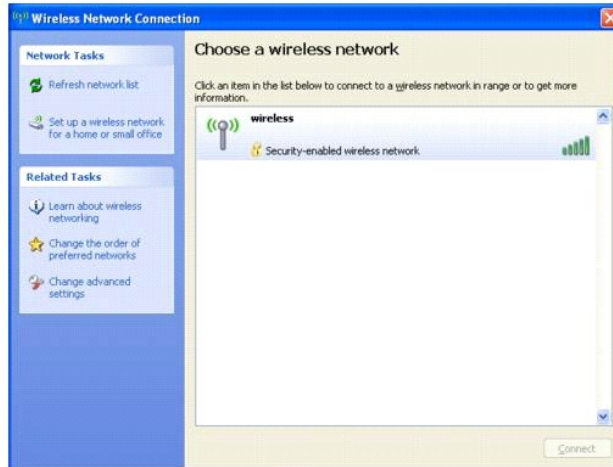 Wireless Network Connection
Network Tasks
Refresh network list
Set up a wireless network
for a home or small office
Related Tasks
Learn about wireless
networking
Change the order of
preferred networks
Change advanced
settings
Choose a wireless network
Click an item in the list below to connect to a wireless network in range or to get more
information.
wireless
Security-enabled wireless network
Connect